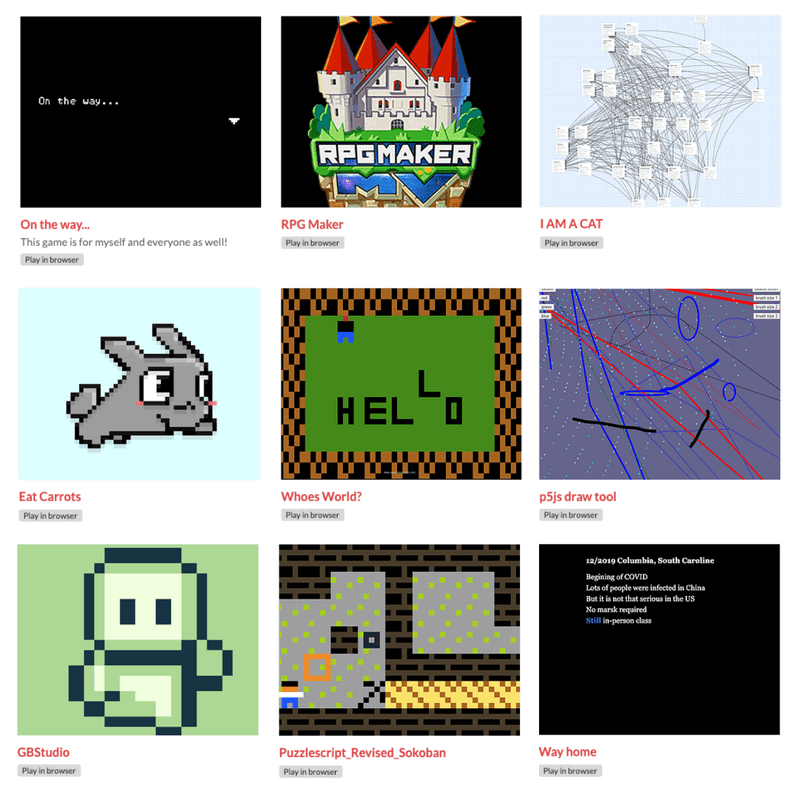 On the way...
RPG MAKER
MV
On the way...
This game is for myself and everyone as well!
Play in browser
RPG Maker
Play in browser
I AM A CAT
Play in browser
HELLO
red
green
blue
brush size 1
brush size 2
brush size 3
Eat Carrots
Play in browser
Whoes World?
Play in browser
p5js draw tool
Play in browser
12/2019 Columbia, South Caroline
Begining of COVID
Lots of people were infected in China
But it is not that serious in the US
No marsk required
Still in-person class
GBStudio
Play in browser
Puzzlescript_Revised_Sokoban
Play in browser
Way home
Play in browser